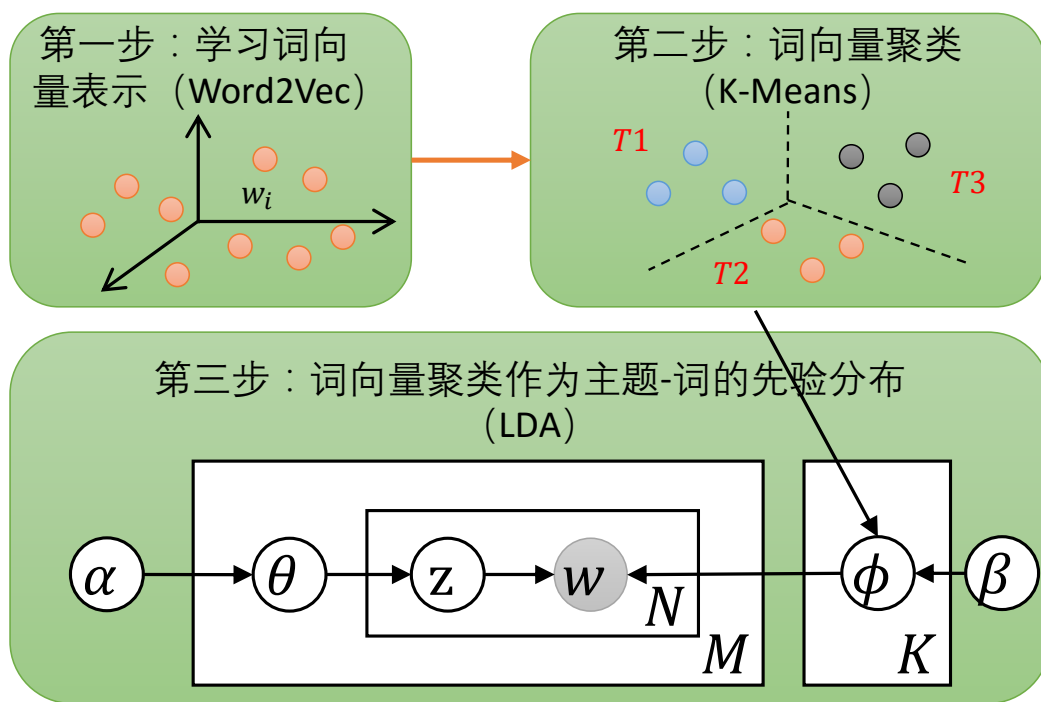 第一步：学习词向
量表示（Word2Vec）
w_i
第二步：词向量聚类
（K-Means）
T1
T3
T2
第三步：词向量聚类作为主题-词的先验分布
（LDA）
α
θ
z
w
N
M
ϕ
K
β